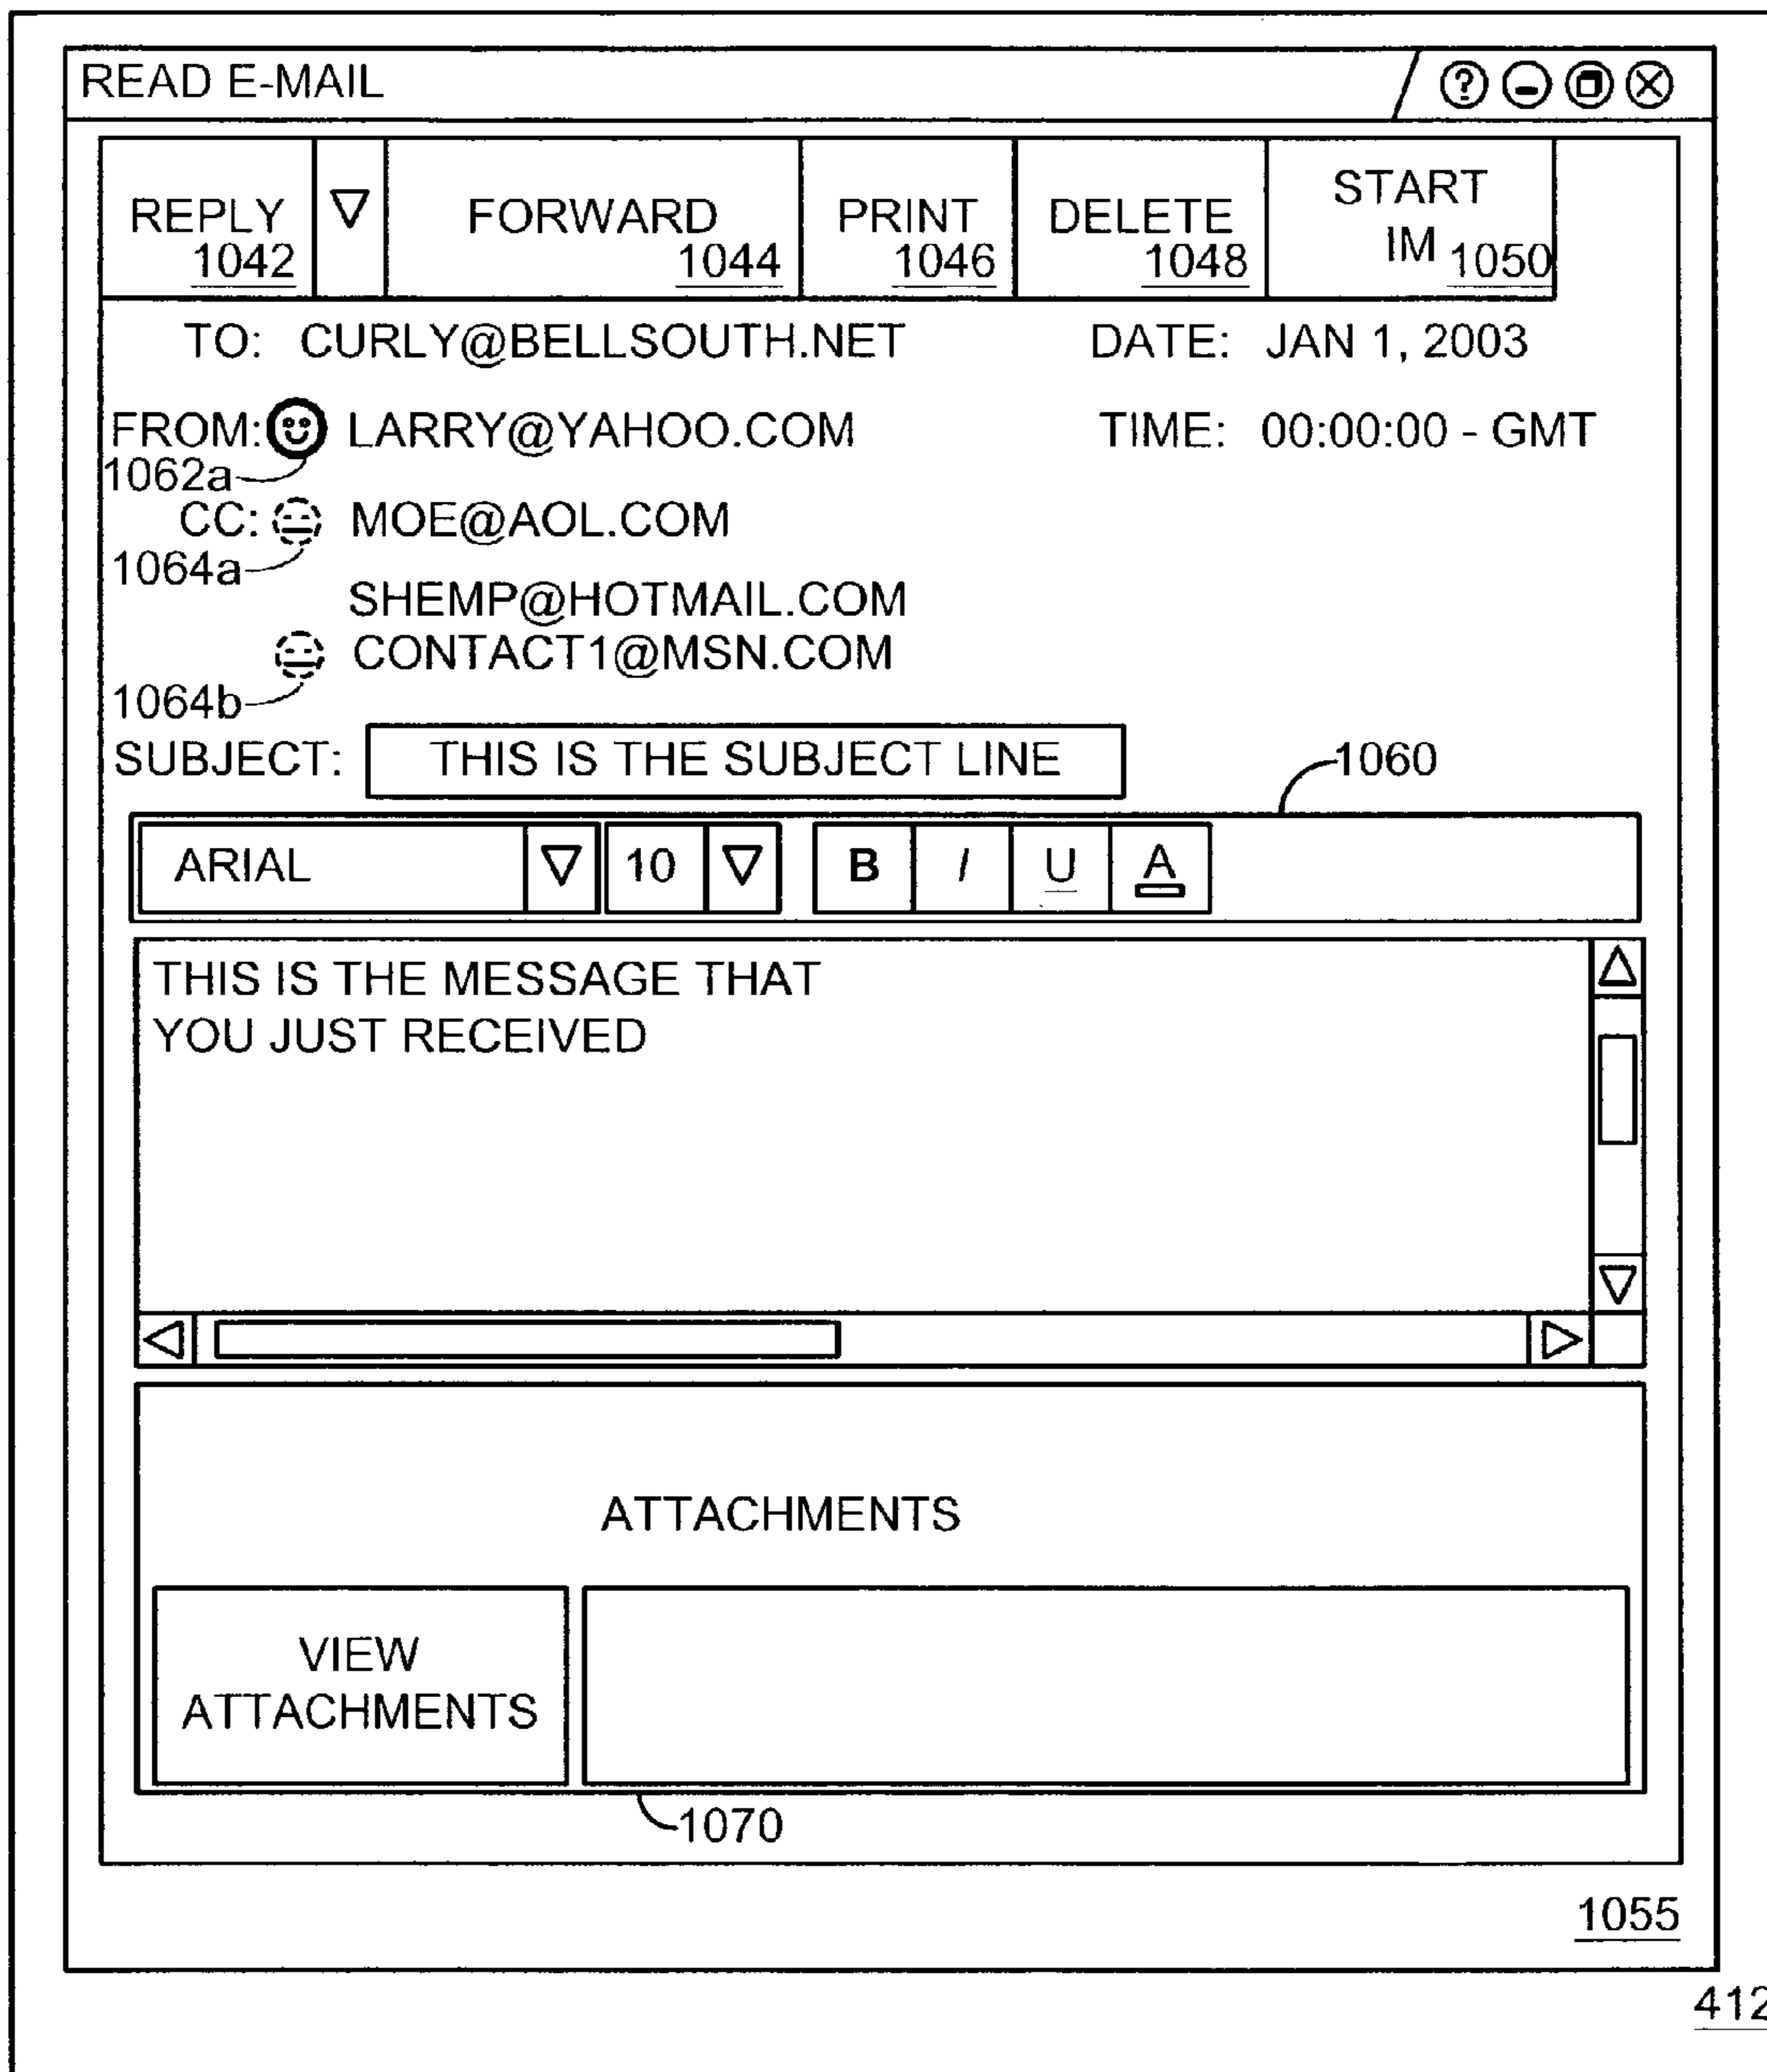 READ E-MAIL ?
REPLY 1042 FORWARD 1044 PRINT 1046 DELETE 1048 START IM 1050
TO: CURLY@BELLSOUTH.NET DATE: JAN 1, 2003
FROM: LARRY@YAHOO.COM TIME: 00:00:00 - GMT
1062a
CC: MOE@AOL.COM
1064a
SHEMP@HOTMAIL.COM
CONTACT1@MSN.COM
1064b
SUBJECT: THIS IS THE SUBJECT LINE 1060
ARIAL 10 B I U A
THIS IS THE MESSAGE THAT
YOU JUST RECEIVED
ATTACHMENTS
VIEW
ATTACHMENTS
1070
1055
412